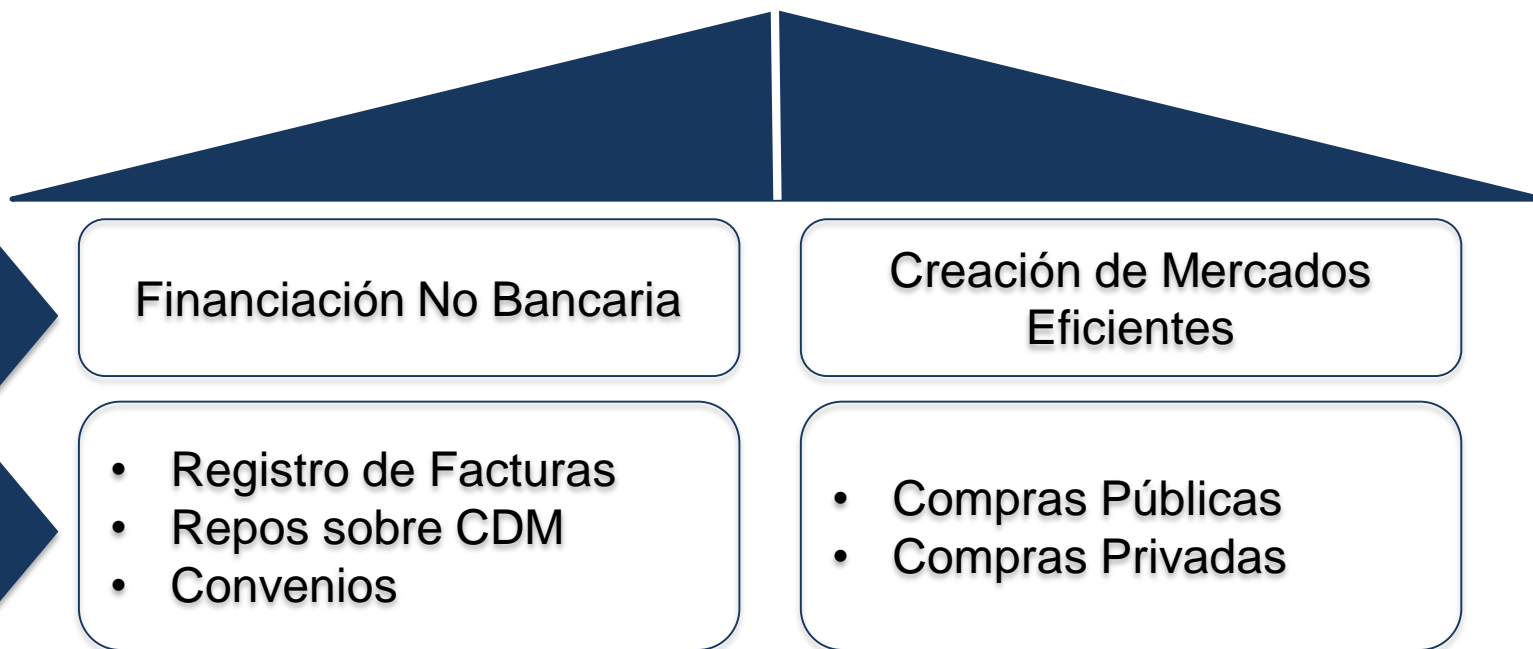 Financiación No Bancaria
Creación de Mercados
Eficientes
• Registro de Facturas
• Repos sobre CDM
• Convenios
• Compras Públicas
• Compras Privadas